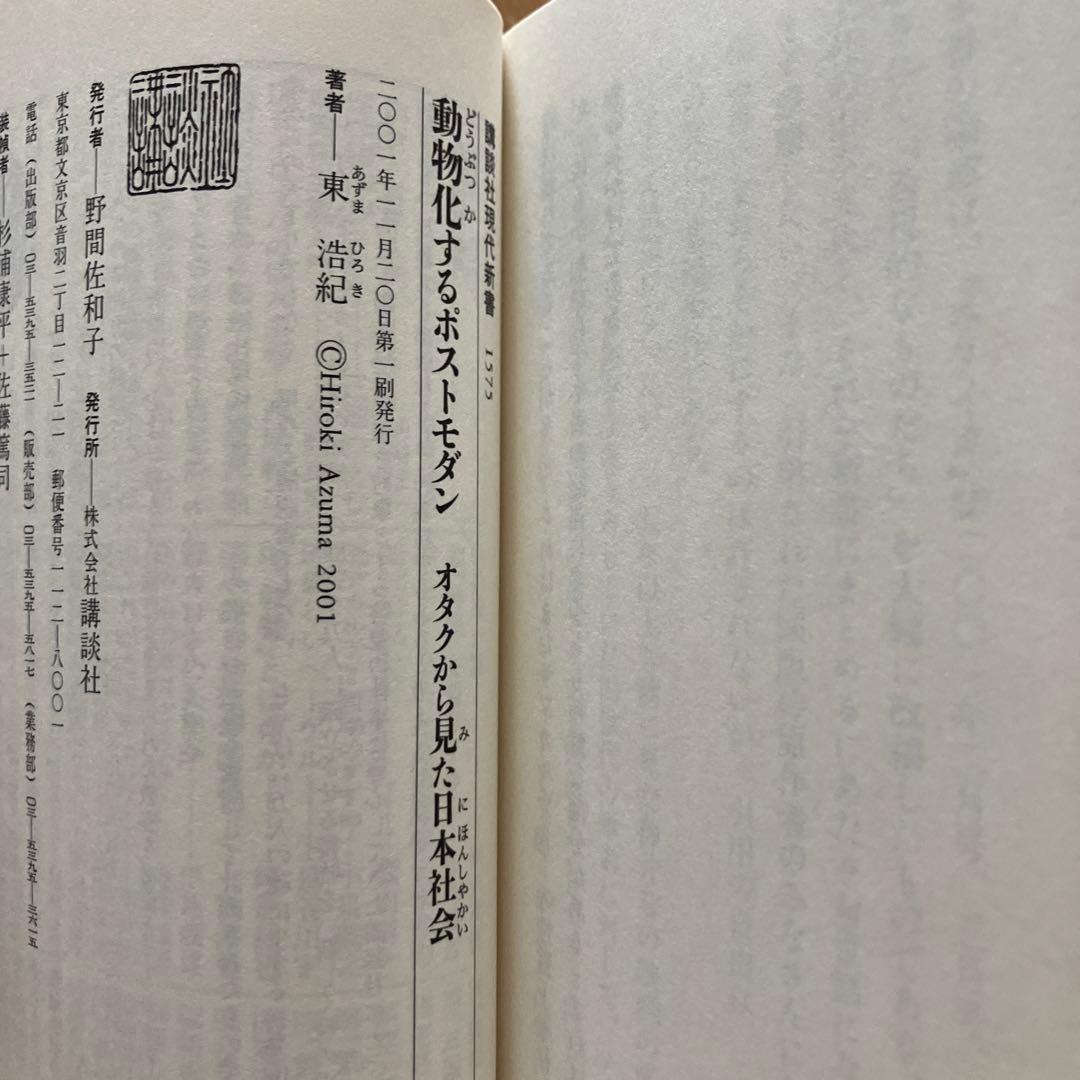 講談社現代新書 1575
動物化するポストモダン オタクから見た日本社会
どうぶつか
み
にほんしゃかい
二〇〇一年一一月二〇日第一刷発行
著者——東 浩紀 ©Hiroki Azuma 2001
あずま ひろき
発行者——野間佐和子 発行所——株式会社講談社
東京都文京区音羽二丁目一二—二一 郵便番号一一二—八〇〇一
電話（出版部）〇三—五三九五—三五二一（販売部）〇三—五三九五—五八一七（業務部）〇三—五三九五—三六一五
装幀者——杉浦康平＋佐藤篤司